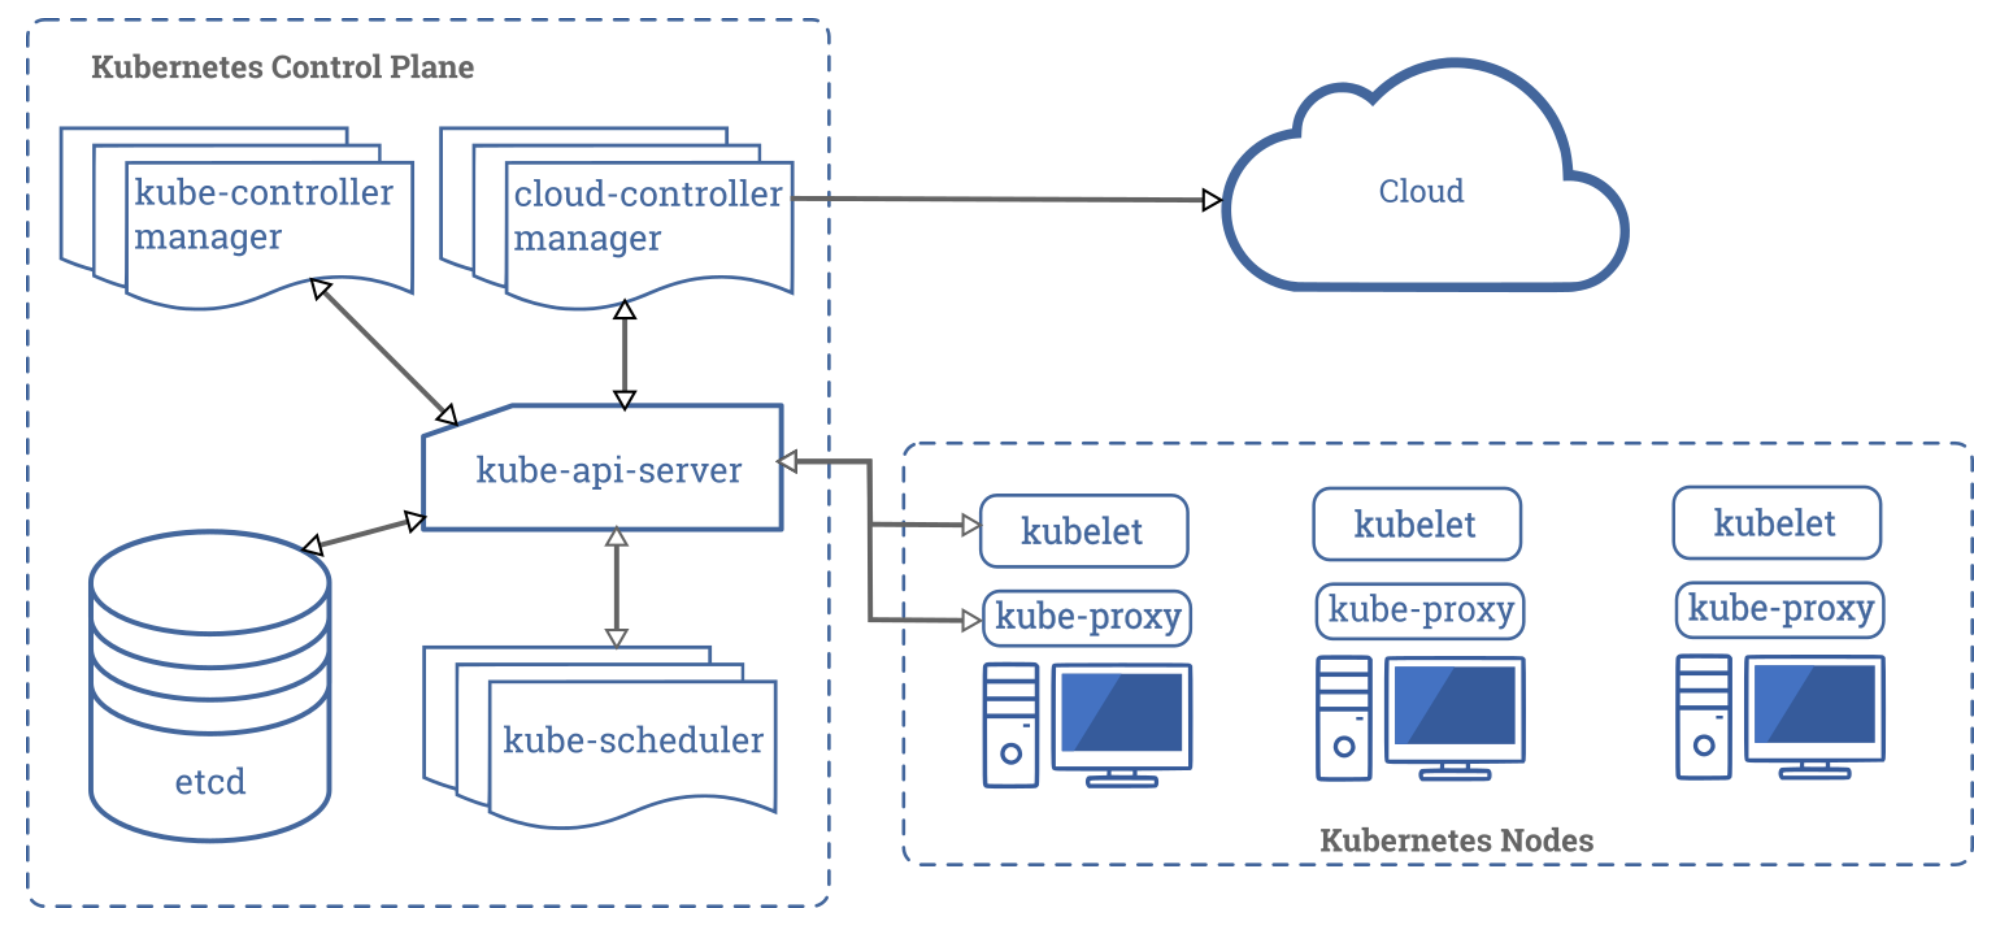 Kubernetes Control Plane
kube-controller
manager
cloud-controller
manager
Cloud
kube-api-server
kubelet
kubelet
kubelet
kube-proxy
kube-proxy
kube-proxy
etcd
kube-scheduler
Kubernetes Nodes